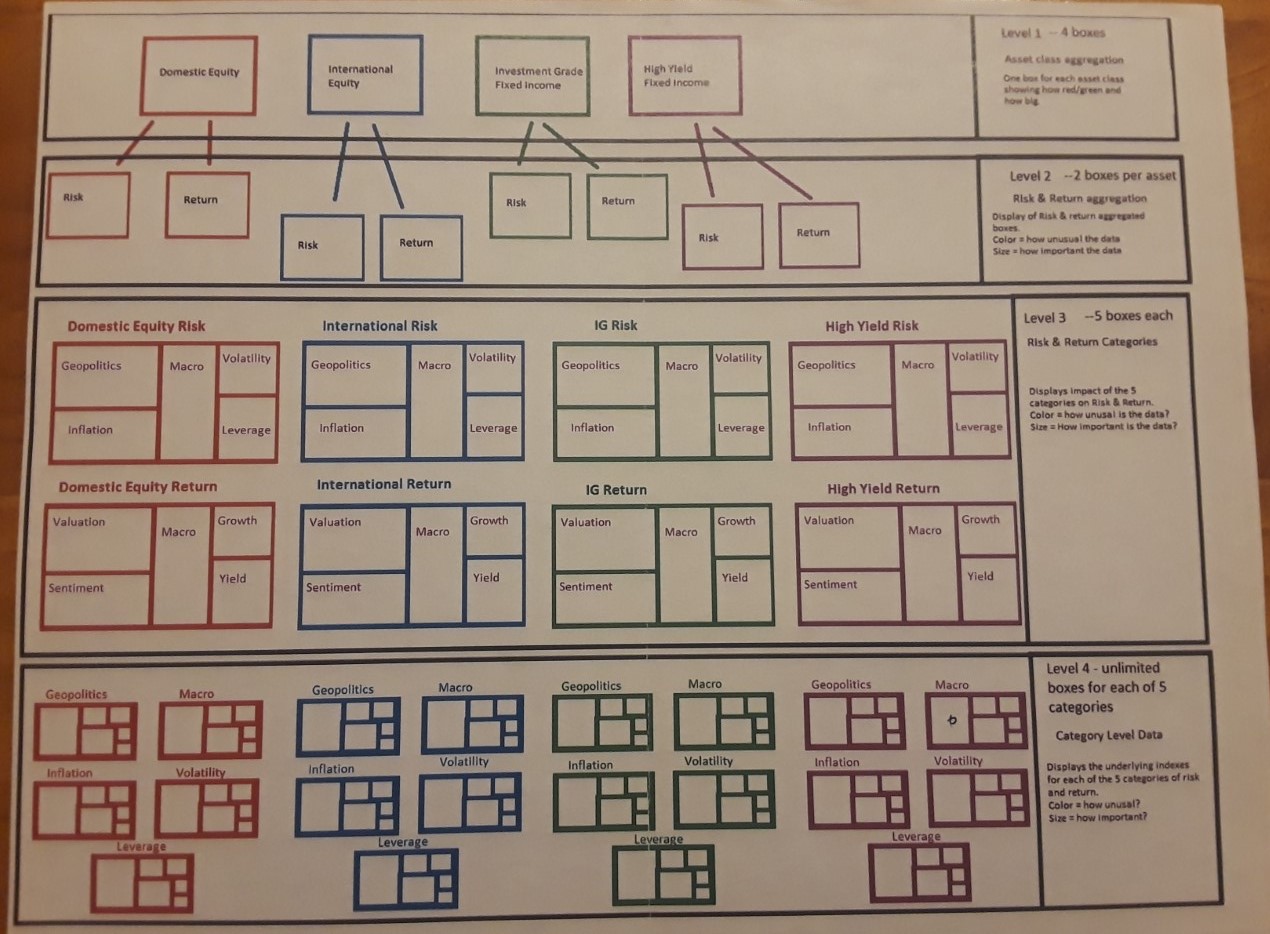 Domestic Equity
International
Equity
Investment Grade
Fixed Income
High Yield
Fixed Income
Level 1 -- 4 boxes
Asset class aggregation
One box for each asset class
showing how red/green and
how big
Risk
Return
Risk
Return
Risk
Return
Risk
Return
Level 2 --2 boxes per asset
Risk & Return aggregation
Display of Risk & return aggregated
boxes.
Color = how unusual the data
Size = how important the data
Domestic Equity Risk
Geopolitics
Macro
Volatility
Inflation
Leverage
International Risk
Geopolitics
Macro
Volatility
Inflation
Leverage
IG Risk
Geopolitics
Macro
Volatility
Inflation
Leverage
High Yield Risk
Geopolitics
Macro
Volatility
Inflation
Leverage
Domestic Equity Return
Valuation
Macro
Growth
Sentiment
Yield
International Return
Valuation
Macro
Growth
Sentiment
Yield
IG Return
Valuation
Macro
Growth
Sentiment
Yield
High Yield Return
Valuation
Macro
Growth
Sentiment
Yield
Level 3 --5 boxes each
Risk & Return Categories
Displays impact of the 5
categories on Risk & Return.
Color = how unusal is the data?
Size = How important is the data?
Geopolitics
Macro
Inflation
Volatility
Leverage
Geopolitics
Macro
Inflation
Volatility
Leverage
Geopolitics
Macro
Inflation
Volatility
Leverage
Geopolitics
Macro
Inflation
Volatility
Leverage
Level 4 - unlimited
boxes for each of 5
categories
Category Level Data
Displays the underlying indexes
for each of the 5 categories of risk
and return.
Color = how unusal?
Size = how important?